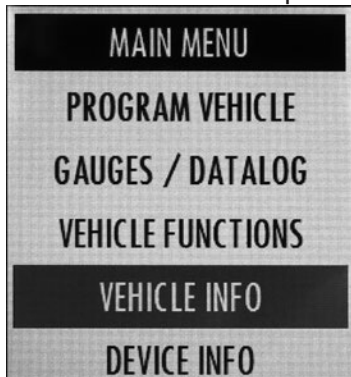 MAIN MENU
PROGRAM VEHICLE
GAUGES / DATALOG
VEHICLE FUNCTIONS
VEHICLE INFO
DEVICE INFO